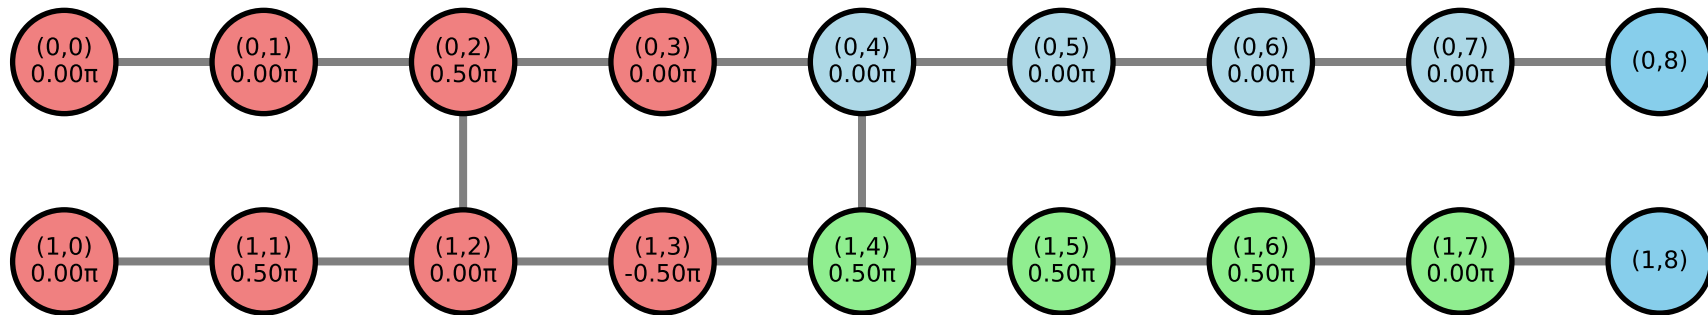 (0,0)
0.00π
(0,1)
0.00π
(0,2)
0.50π
(0,3)
0.00π
(0,4)
0.00π
(0,5)
0.00π
(0,6)
0.00π
(0,7)
0.00π
(0,8)
(1,0)
0.00π
(1,1)
0.50π
(1,2)
0.00π
(1,3)
-0.50π
(1,4)
0.50π
(1,5)
0.50π
(1,6)
0.50π
(1,7)
0.00π
(1,8)